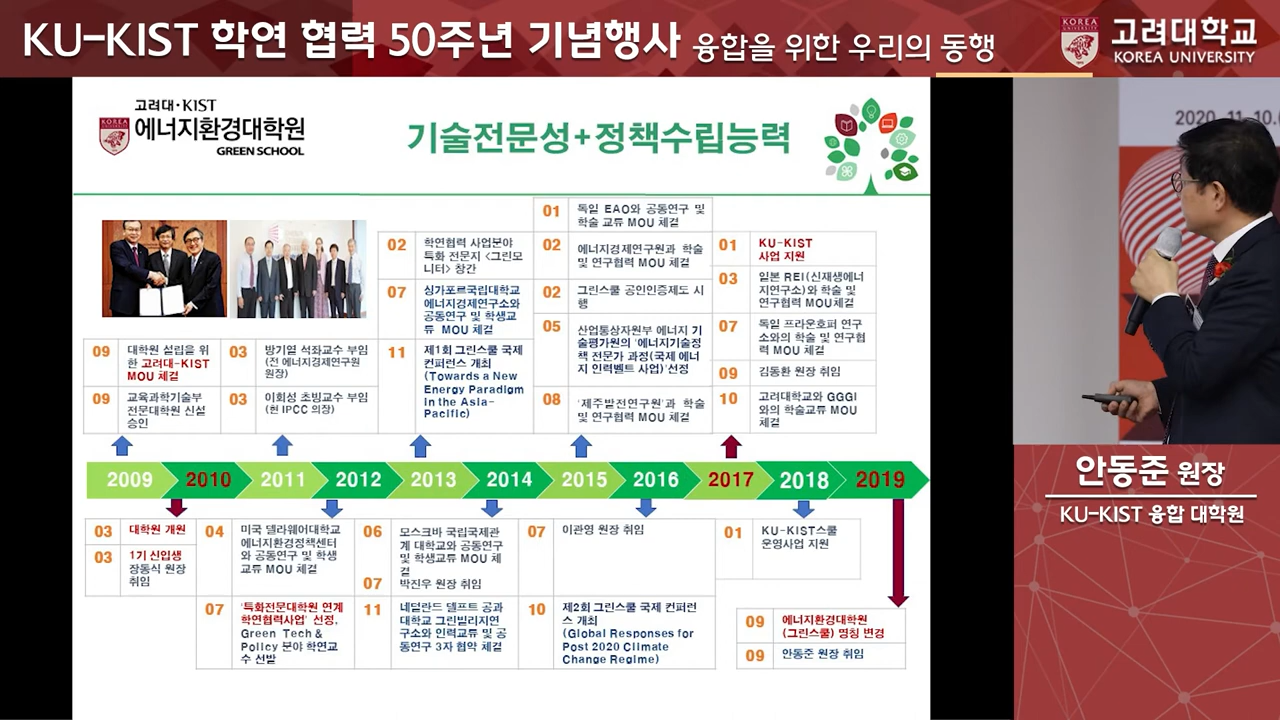 KU-KIST 학연 협력 50주년 기념행사 융합을 위한 우리의 동행
고려대학교
KOREA UNIVERSITY
고려대·KIST
에너지환경대학원
GREEN SCHOOL
기술전문성+정책수립능력
2020. 11. 10.
09 대학원 설립을 위
한 고려대-KIST
MOU 체결
09 교육과학기술부
전문대학원 신설
승인
03 방기열 석좌교수 부임
(전 에너지경제연구원
원장)
03 이회성 초빙교수 부임
(현 IPCC 의장)
02 학연협력 사업분야
특화 전문지 <그린모
니터> 창간
07 싱가포르국립대학교
에너지경제연구소와
공동연구 및 학생교
류 MOU 체결
11 제1회 그린스쿨 국제
컨퍼런스 개최
(Towards a New
Energy Paradigm
in the Asia-
Pacific)
01 독일 EAO와 공동연구 및
학술 교류 MOU 체결
02 에너지경제연구원과 학술
및 연구협력 MOU 체결
02 그린스쿨 공인인증제도 시
행
05 산업통상자원부 에너지 기
술평가원의 '에너지기술정
책 전문가 과정(국제 에너
지 인력벨트 사업)'선정
08 '제주발전연구원'과 학술
및 연구협력 MOU 체결
01 KU-KIST
사업 지원
03 일본 REI(신재생에너
지연구소)와 학술 및
연구협력 MOU체결
07 독일 프라운호퍼 연구
소와의 학술 및 연구협
력 MOU 체결
09 김동환 원장 취임
10 고려대학교와 GGGI
와의 학술교류 MOU
체결
2009 2010 2011 2012 2013 2014 2015 2016 2017 2018 2019
03 대학원 개원
03 1기 신입생
장동식 원장
취임
04 미국 델라웨어대학교
에너지환경정책센터
와 공동연구 및 학생
교류 MOU 체결
07 '특화전문대학원 연계
학연협력사업' 선정,
Green Tech &
Policy 분야 학연교
수 선발
06 모스크바 국립국제관
계 대학교와 공동연구
및 학생교류 MOU 체
결
07 박진우 원장 취임
11 네덜란드 델프트 공과
대학교 그린빌리지연
구소와 인력교류 및 공
동연구 3자 협약 체결
07 이관영 원장 취임
10 제2회 그린스쿨 국제 컨퍼런
스 개최
(Global Responses for
Post 2020 Climate
Change Regime)
01 KU-KIST스쿨
운영사업 지원
09 에너지환경대학원
(그린스쿨) 명칭 변경
09 안동준 원장 취임
안동준 원장
KU-KIST 융합 대학원